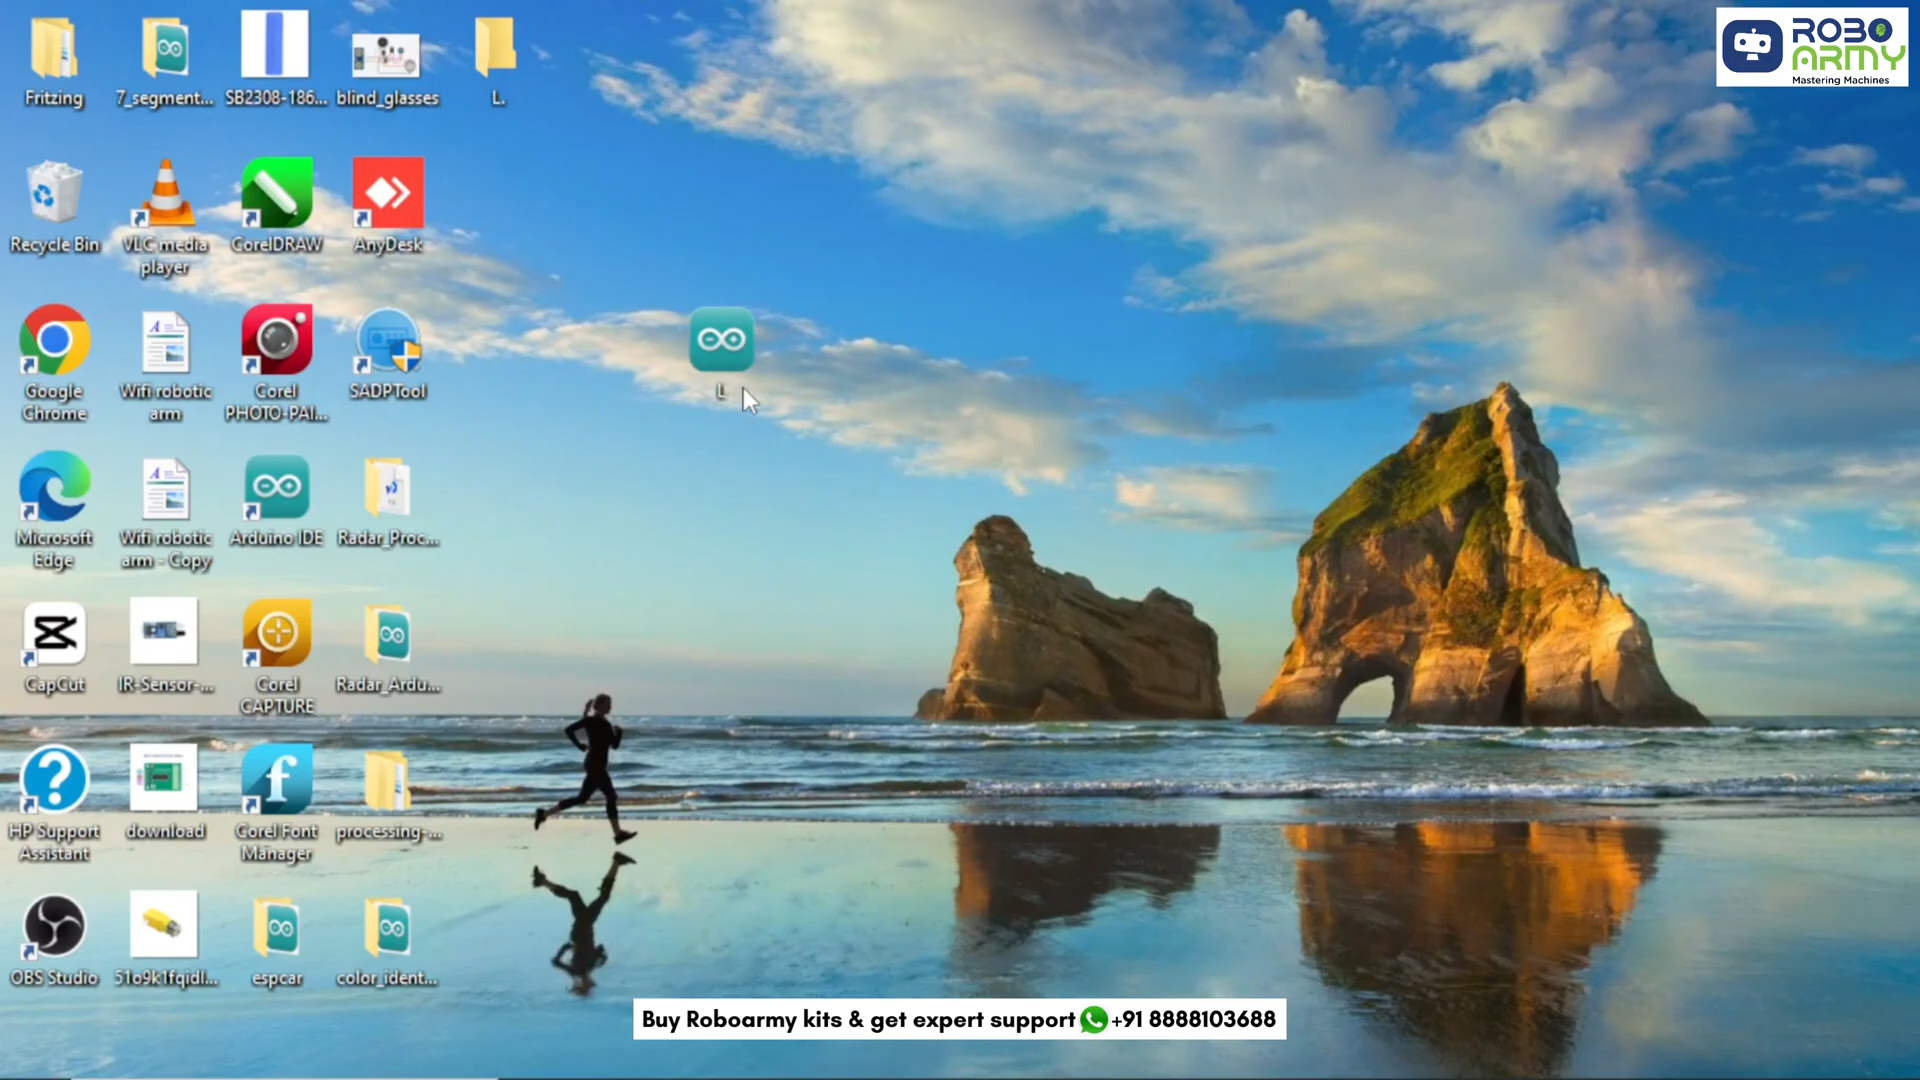 ROBO
ARMY
Mastering Machines
Fritzing
7_segment...
SB2308-186...
blind_glasses
L.
Recycle Bin
VLC media
player
CorelDRAW
AnyDesk
Google
Chrome
Wifi robotic
arm
Corel
PHOTO-PAI...
SADPTool
L
Microsoft
Edge
Wifi robotic
arm - Copy
Arduino IDE
Radar_Proc...
CapCut
IR-Sensor-...
Corel
CAPTURE
Radar_Ardu...
HP Support
Assistant
download
Corel Font
Manager
processing-...
OBS Studio
51o9k1fqidl...
espcar
color_ident...
Buy Roboarmy kits & get expert support +91 8888103688